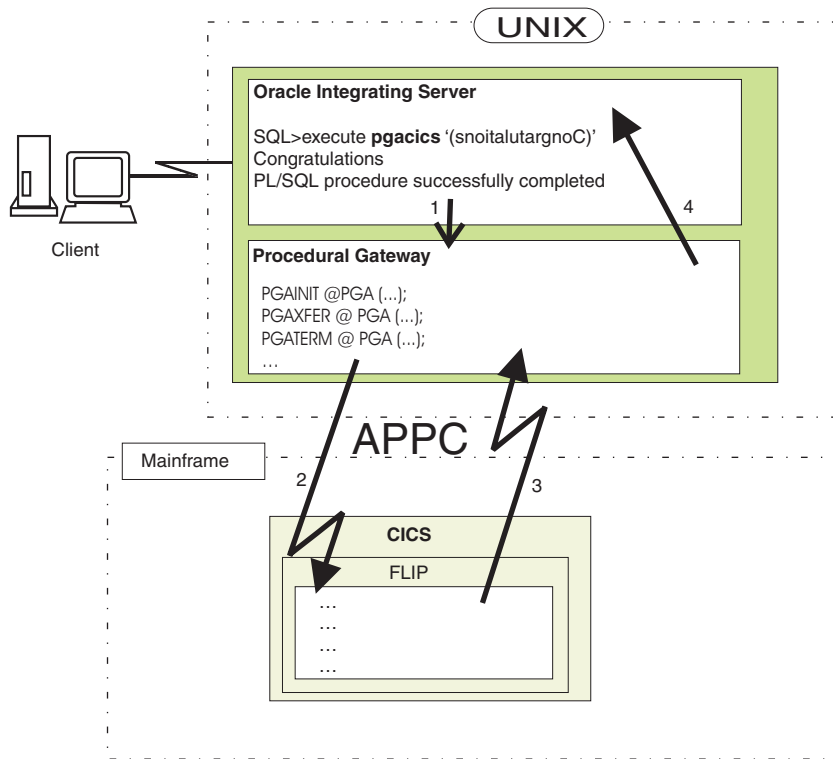 UNIX
Oracle Integrating Server
SQL>execute pgacics '(snoitalutargnoC)'
Congratulations
PL/SQL procedure successfully completed
1
4
Client
Procedural Gateway
PGAINIT @PGA (...);
PGAXFER @ PGA (...);
PGATERM @ PGA (...);
...
APPC
Mainframe
2
3
CICS
FLIP
...
...
...
...